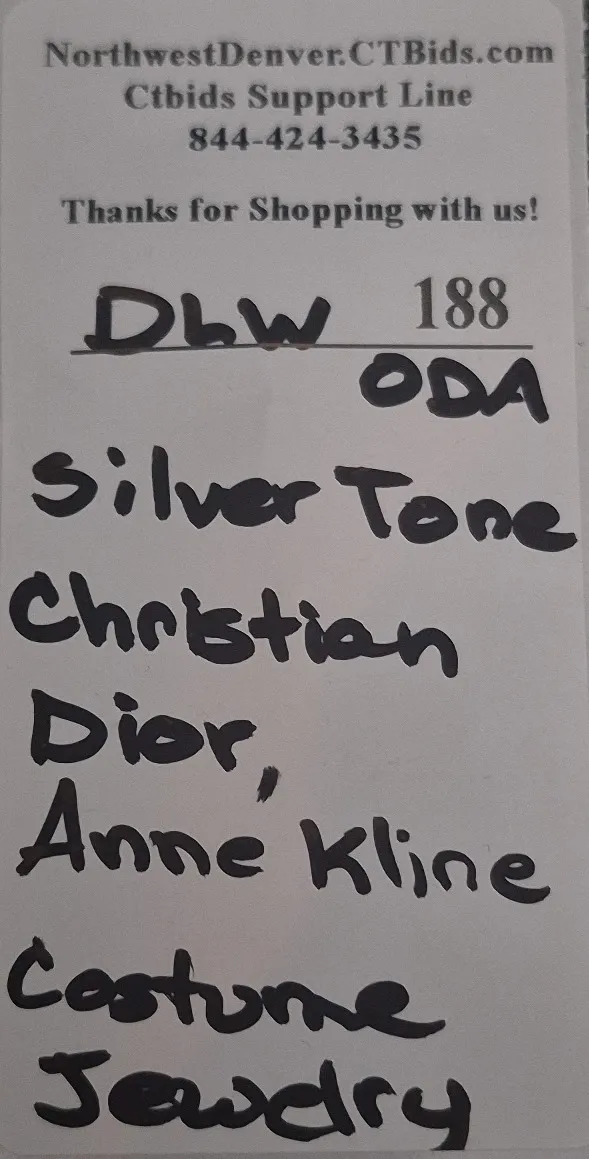 NorthwestDenver.CTBids.com
Ctbids Support Line
844-424-3435
Thanks for Shopping with us!
DLW 188
ODA
Silver Tone
Christian
Dior,
Anne Kline
Costume
Jewdry